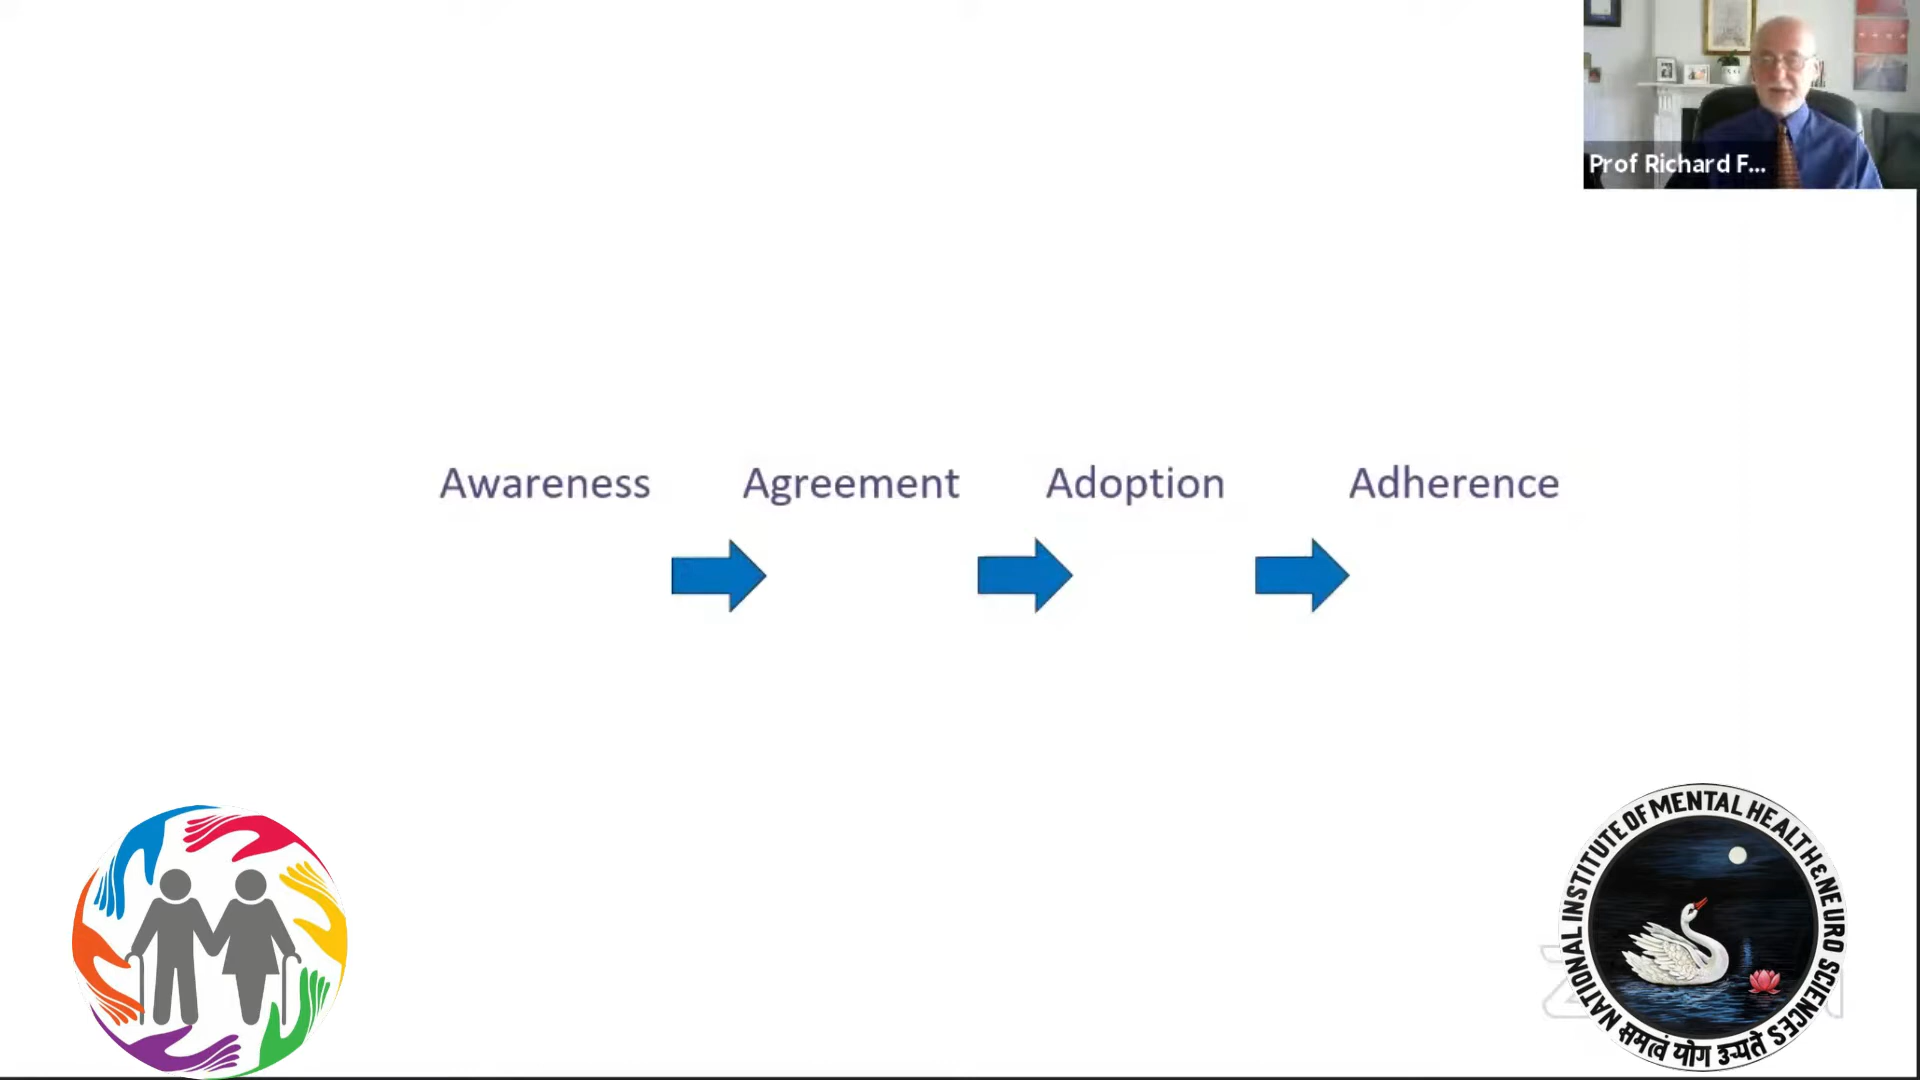 Prof Richard F...
Awareness Agreement Adoption Adherence
NATIONAL INSTITUTE OF MENTAL HEALTH & NEURO SCIENCES
समत्वं योग उच्यते